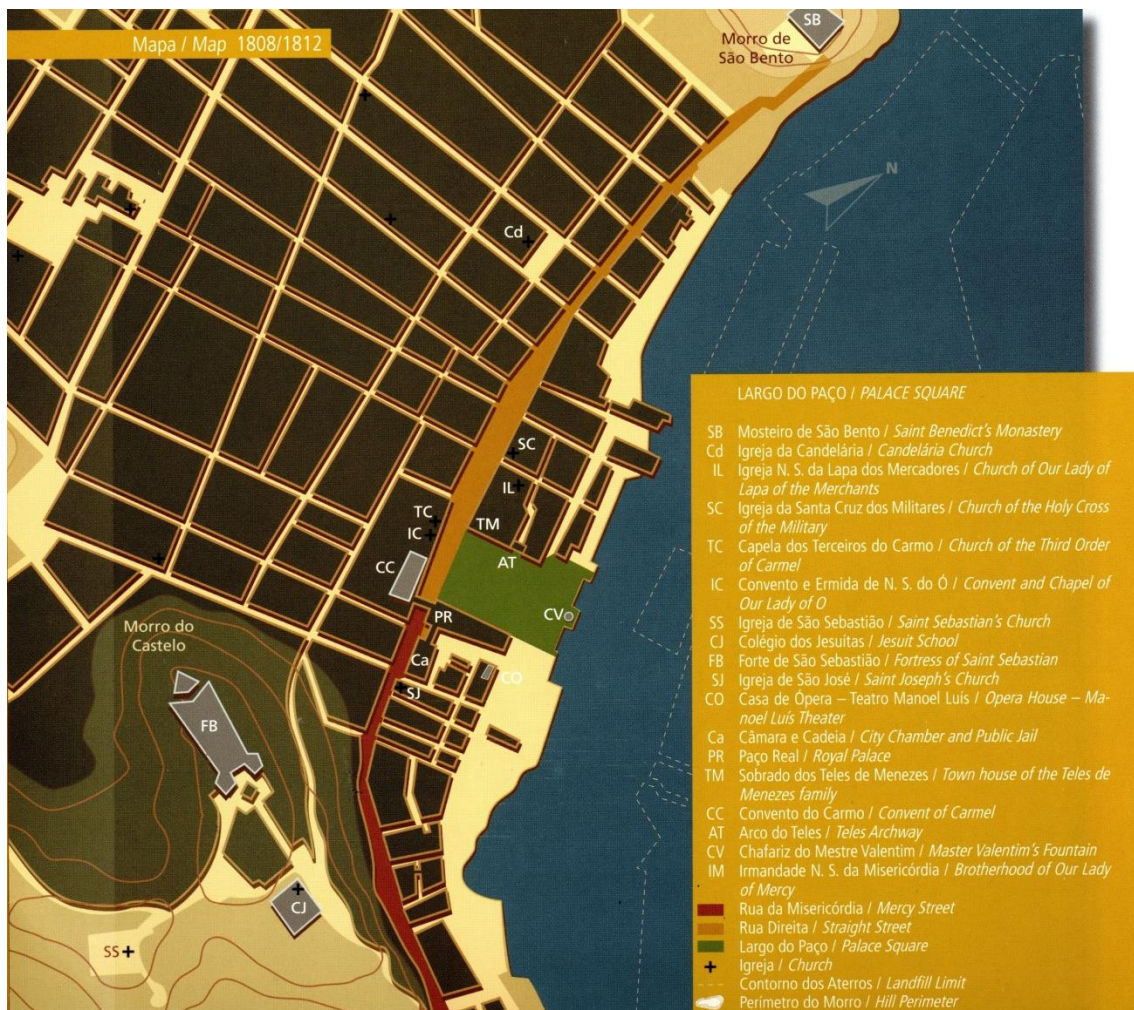 Mapa / Map 1808/1812
SB
Morro de
São Bento
N
Cd
SC
IL
TC
TM
IC
AT
CC
CV
PR
Morro do
Castelo
Ca
CO
SJ
FB
CJ
SS
LARGO DO PAÇO / PALACE SQUARE
SB Mosteiro de São Bento / Saint Benedict's Monastery
Cd Igreja da Candelária / Candelária Church
IL Igreja N. S. da Lapa dos Mercadores / Church of Our Lady of
Lapa of the Merchants
SC Igreja da Santa Cruz dos Militares / Church of the Holy Cross
of the Military
TC Capela dos Terceiros do Carmo / Church of the Third Order
of Carmel
IC Convento e Ermida de N. S. do Ó / Convent and Chapel of
Our Lady of O
SS Igreja de São Sebastião / Saint Sebastian's Church
CJ Colégio dos Jesuítas / Jesuit School
FB Forte de São Sebastião / Fortress of Saint Sebastian
SJ Igreja de São José / Saint Joseph's Church
CO Casa de Ópera – Teatro Manoel Luís / Opera House – Ma-
noel Luís Theater
Ca Câmara e Cadeia / City Chamber and Public Jail
PR Paço Real / Royal Palace
TM Sobrado dos Teles de Menezes / Town house of the Teles de
Menezes family
CC Convento do Carmo / Convent of Carmel
AT Arco do Teles / Teles Archway
CV Chafariz do Mestre Valentim / Master Valentim's Fountain
IM Irmandade N. S. da Misericórdia / Brotherhood of Our Lady
of Mercy
Rua da Misericórdia / Mercy Street
Rua Direita / Straight Street
Largo do Paço / Palace Square
Igreja / Church
Contorno dos Aterros / Landfill Limit
Perímetro do Morro / Hill Perimeter